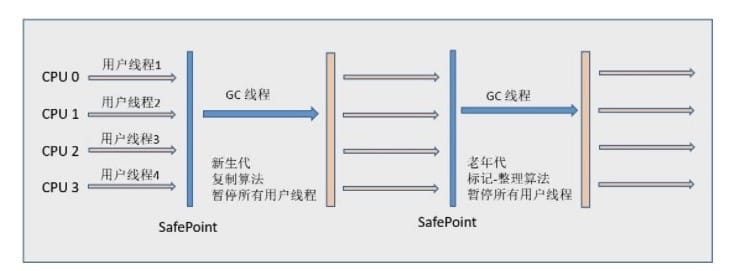 用户线程1
CPU 0
用户线程2
CPU 1
用户线程3
CPU 2
用户线程4
CPU 3
GC 线程
新生代
复制算法
暂停所有用户线程
SafePoint
GC 线程
老年代
标记-整理算法
暂停所有用户线程
SafePoint